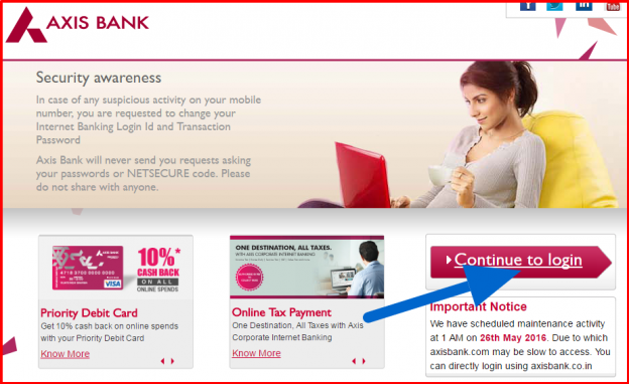 AXIS BANK
Security awareness
In case of any suspicious activity on your mobile
number, you are requested to change your
Internet Banking Login Id and Transaction
Password
Axis Bank will never send you requests asking
your passwords or NETSECURE code. Please
do not share with anyone.
10%*
CASH BACK
ON ALL
ONLINE SPENDS
VISA
Priority Debit Card
Get 10% cash back on online spends
with your Priority Debit Card
Know More
ONE DESTINATION, ALL TAXES.
WITH AXIS CORPORATE INTERNET BANKING
Online Tax Payment
One Destination, All Taxes with Axis
Corporate Internet Banking
Know More
Continue to login
Important Notice
We have scheduled maintenance activity
at 1 AM on 26th May 2016. Due to which
axisbank.com may be slow to access. You
can directly login using axisbank.co.in